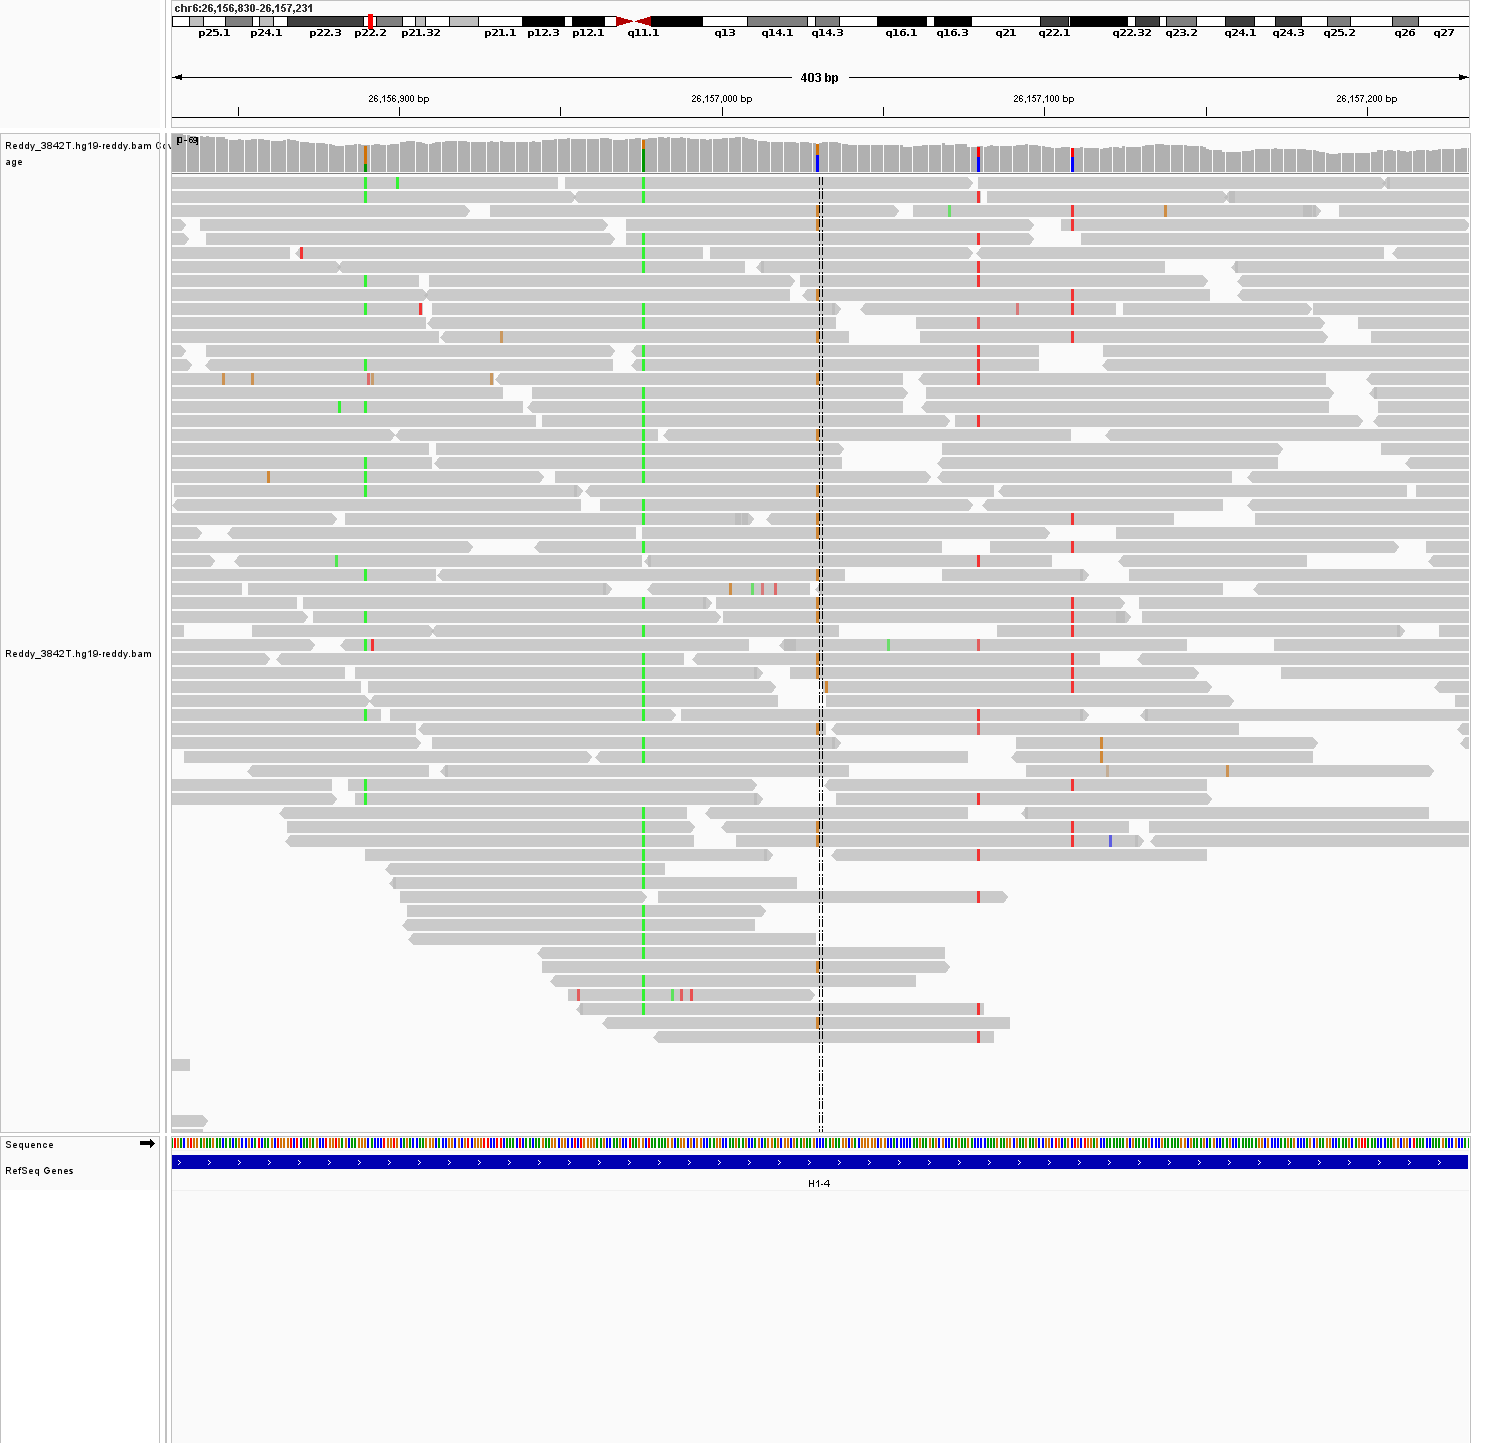 chr6:26,156,830-26,157,231
p25.1 p24.1 p22.3 p22.2 p21.32 p21.1 p12.3 p12.1 q11.1 q13 q14.1 q14.3 q16.1 q16.3 q21 q22.1 q22.32 q23.2 q24.1 q24.3 q25.2 q26 q27
403 bp
26,156,900 bp 26,157,000 bp 26,157,100 bp 26,157,200 bp
[0 - 69]
Reddy_3842T.hg19-reddy.bam Cov
age
Reddy_3842T.hg19-reddy.bam
Sequence
RefSeq Genes
H1-4